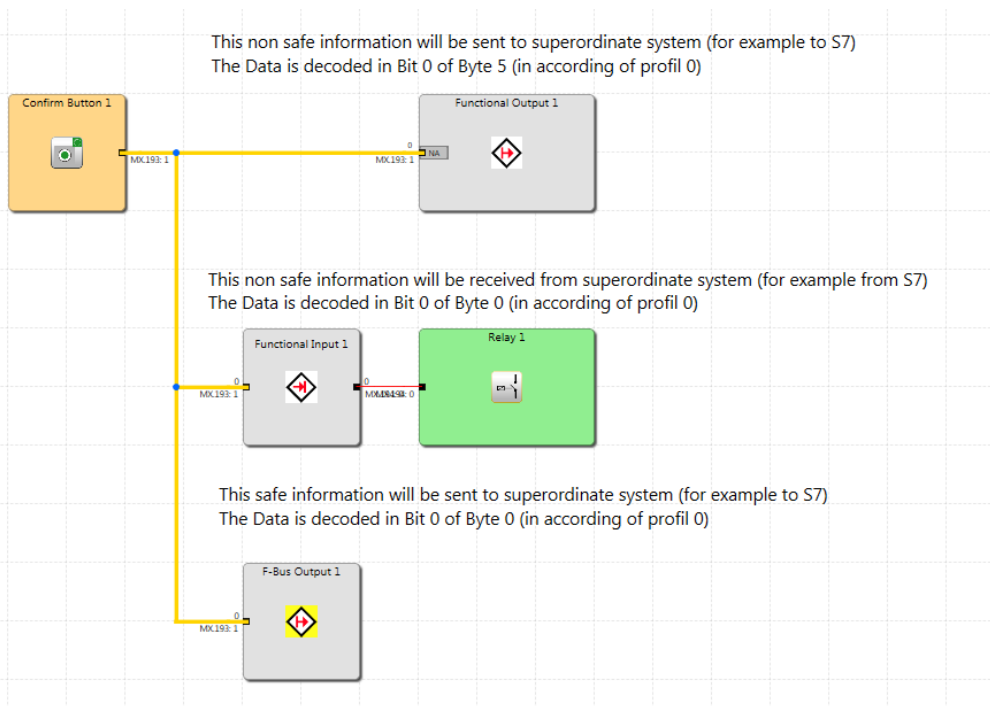 This non safe information will be sent to superordinate system (for example to S7)
The Data is decoded in Bit 0 of Byte 5 (in according of profil 0)
Confirm Button 1
Functional Output 1
0
MX.193: 1
MX.193: 1
NA
This non safe information will be received from superordinate system (for example from S7)
The Data is decoded in Bit 0 of Byte 0 (in according of profil 0)
Functional Input 1
Relay 1
0
0
MX.193: 1
This safe information will be sent to superordinate system (for example to S7)
The Data is decoded in Bit 0 of Byte 0 (in according of profil 0)
F-Bus Output 1
0
MX.193: 1